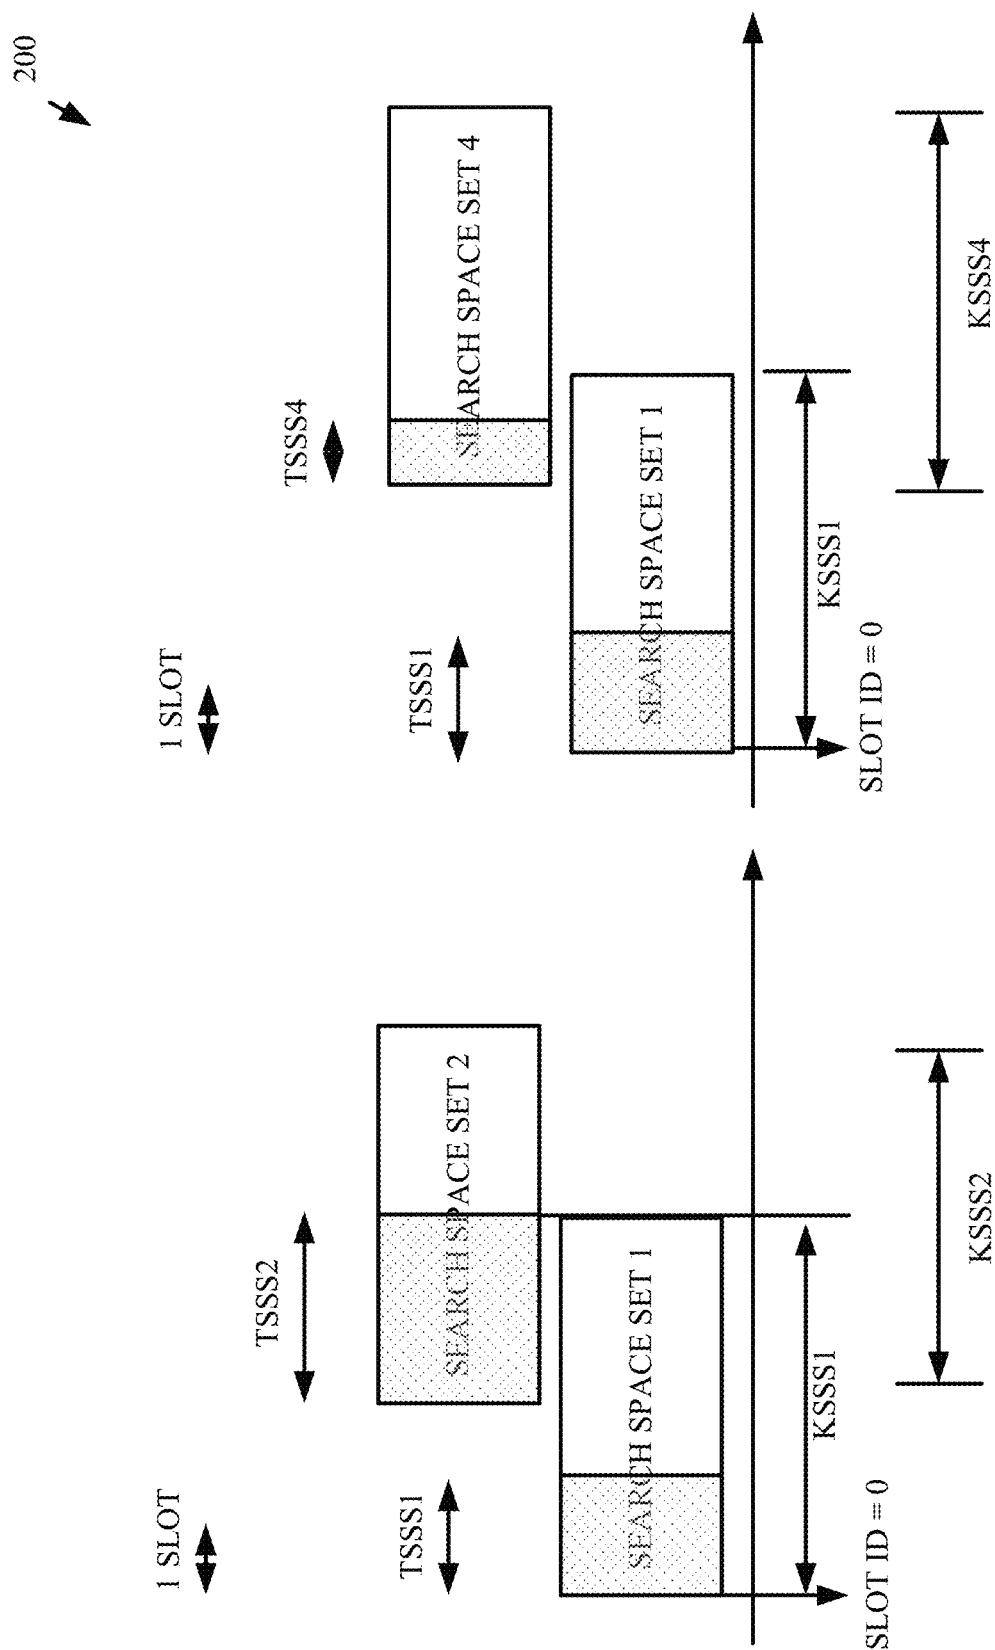 200
1 SLOT
TSSS2
TSSS1
SEARCH SPACE SET 2
SEARCH SPACE SET 1
KSSS1
SLOT ID = 0
KSSS2
1 SLOT
TSSS4
TSSS1
SEARCH SPACE SET 4
SEARCH SPACE SET 1
KSSS1
SLOT ID = 0
KSSS4